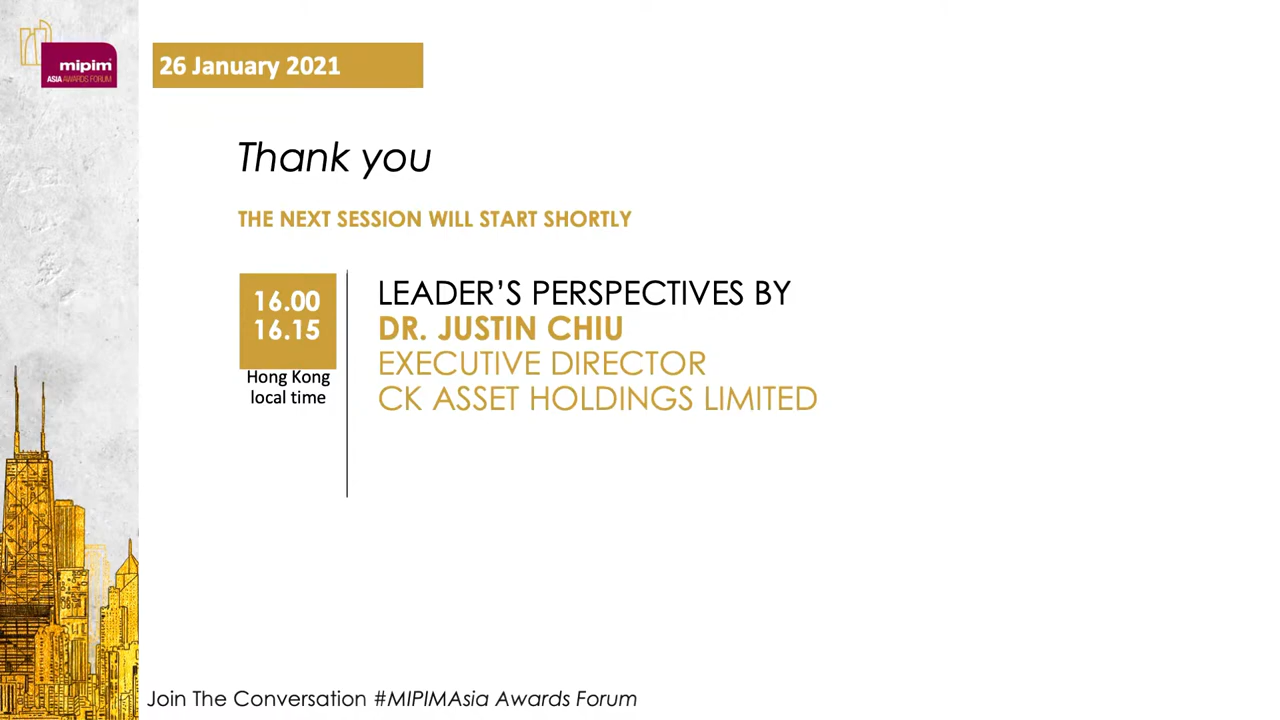 mipim
ASIA AWARDS FORUM
26 January 2021
Thank you
THE NEXT SESSION WILL START SHORTLY
16.00
16.15
Hong Kong
local time
LEADER’S PERSPECTIVES BY
DR. JUSTIN CHIU
EXECUTIVE DIRECTOR
CK ASSET HOLDINGS LIMITED
Join The Conversation #MIPIMAsia Awards Forum